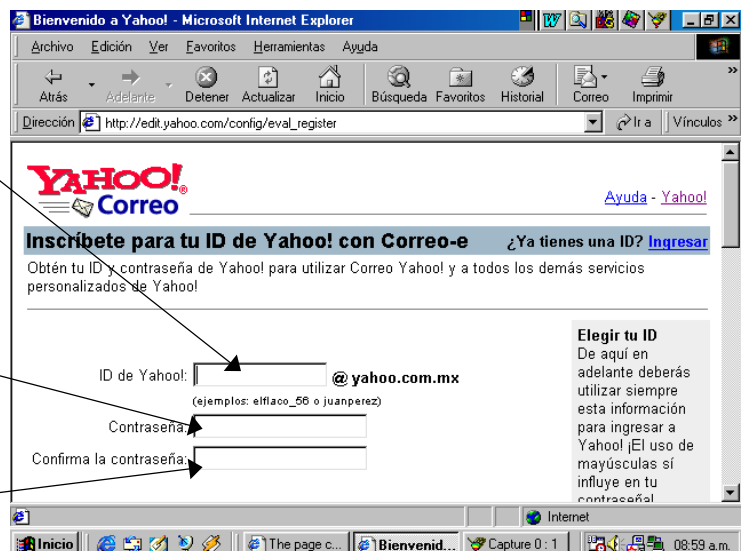 Bienvenido a Yahoo! - Microsoft Internet Explorer
Archivo Edición Ver Favoritos Herramientas Ayuda
Atrás Adelante Detener Actualizar Inicio Búsqueda Favoritos Historial Correo Imprimir »
Dirección http://edit.yahoo.com/config/eval_register Ir a Vínculos »
YAHOO!®
Correo
Ayuda - Yahoo!
Inscríbete para tu ID de Yahoo! con Correo-e ¿Ya tienes una ID? Ingresar
Obtén tu ID y contraseña de Yahoo! para utilizar Correo Yahoo! y a todos los demás servicios
personalizados de Yahoo!
ID de Yahoo!: @ yahoo.com.mx
(ejemplos: elflaco_56 o juanperez)
Contraseña:
Confirma la contraseña:
Elegir tu ID
De aquí en
adelante deberás
utilizar siempre
esta información
para ingresar a
Yahoo! ¡El uso de
mayúsculas sí
influye en tu
contraseña!
Internet
Inicio The page c... Bienvenid... Capture 0 : 1 08:59 a.m.